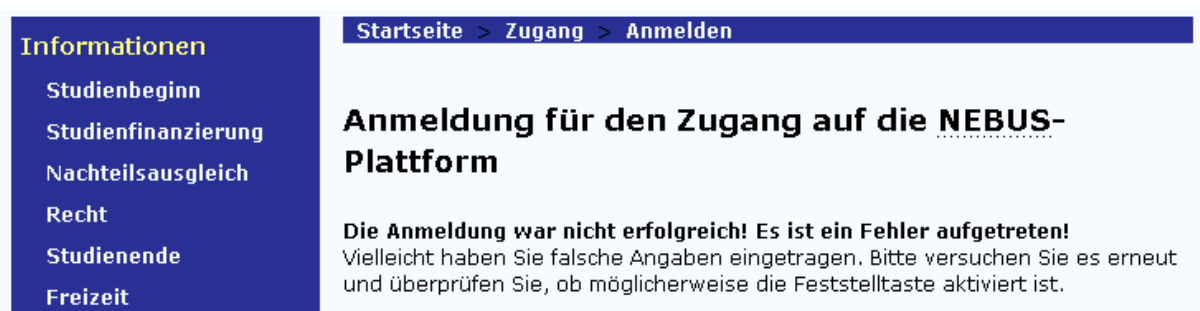 Informationen
Studienbeginn
Studienfinanzierung
Nachteilsausgleich
Recht
Studienende
Freizeit
Startseite > Zugang > Anmelden
Anmeldung für den Zugang auf die NEBUS-
Plattform
Die Anmeldung war nicht erfolgreich! Es ist ein Fehler aufgetreten!
Vielleicht haben Sie falsche Angaben eingetragen. Bitte versuchen Sie es erneut
und überprüfen Sie, ob möglicherweise die Feststelltaste aktiviert ist.